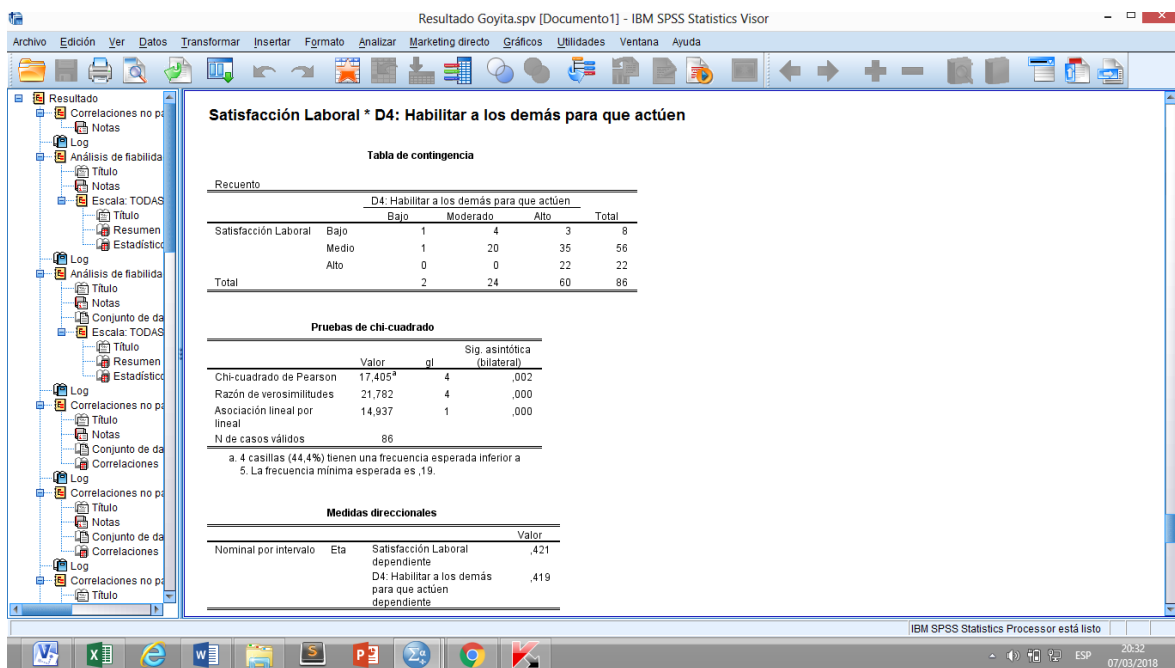 Resultado Goyita.spv [Documento1] - IBM SPSS Statistics Visor
Archivo Edición Ver Datos Transformar Insertar Formato Analizar Marketing directo Gráficos Utilidades Ventana Ayuda
Resultado
Correlaciones no pa
Notas
Log
Análisis de fiabilida
Título
Notas
Escala: TODAS
Título
Resumen
Estadístico
Log
Análisis de fiabilida
Título
Notas
Conjunto de da
Escala: TODAS
Título
Resumen
Estadístico
Log
Correlaciones no pa
Título
Notas
Conjunto de da
Correlaciones
Log
Correlaciones no pa
Título
Notas
Conjunto de da
Correlaciones
Log
Correlaciones no pa
Título
Satisfacción Laboral * D4: Habilitar a los demás para que actúen
Tabla de contingencia
Recuento
D4: Habilitar a los demás para que actúen
Bajo Moderado Alto Total
Satisfacción Laboral Bajo 1 4 3 8
Medio 1 20 35 56
Alto 0 0 22 22
Total 2 24 60 86
Pruebas de chi-cuadrado
Valor gl Sig. asintótica (bilateral)
Chi-cuadrado de Pearson 17,405a 4 ,002
Razón de verosimilitudes 21,782 4 ,000
Asociación lineal por lineal 14,937 1 ,000
N de casos válidos 86
a. 4 casillas (44,4%) tienen una frecuencia esperada inferior a
5. La frecuencia mínima esperada es ,19.
Medidas direccionales
Valor
Nominal por intervalo Eta Satisfacción Laboral dependiente ,421
D4: Habilitar a los demás para que actúen dependiente ,419
IBM SPSS Statistics Processor está listo
ESP
20:32
07/03/2018